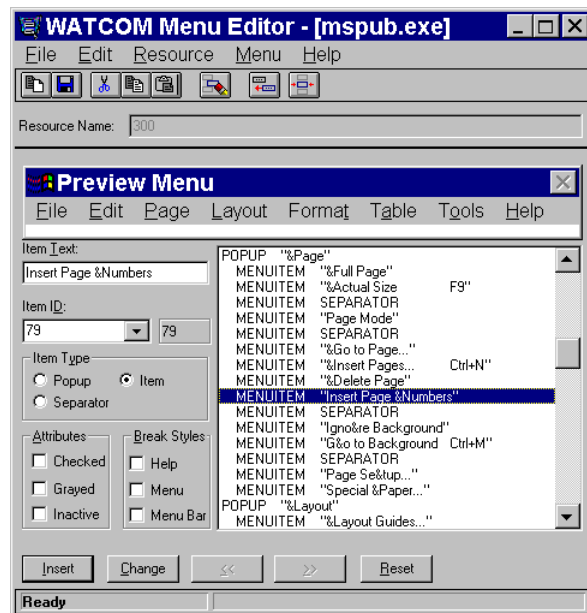 WATCOM Menu Editor - [mspub.exe]
File Edit Resource Menu Help
Resource Name: 300
Preview Menu
File Edit Page Layout Format Table Tools Help
Item Text:
Insert Page &Numbers
Item ID:
79 79
Item Type
Popup Item
Separator
Attributes
Checked
Grayed
Inactive
Break Styles
Help
Menu
Menu Bar
POPUP "&Page"
MENUITEM "&Full Page"
MENUITEM "&Actual Size F9"
MENUITEM SEPARATOR
MENUITEM "Page Mode"
MENUITEM SEPARATOR
MENUITEM "&Go to Page..."
MENUITEM "&Insert Pages... Ctrl+N"
MENUITEM "&Delete Page"
MENUITEM "Insert Page &Numbers"
MENUITEM SEPARATOR
MENUITEM "Igno&re Background"
MENUITEM "G&o to Background Ctrl+M"
MENUITEM SEPARATOR
MENUITEM "Page Se&tup..."
MENUITEM "Special &Paper..."
POPUP "&Layout"
MENUITEM "&Layout Guides..."
Insert Change << >> Reset
Ready